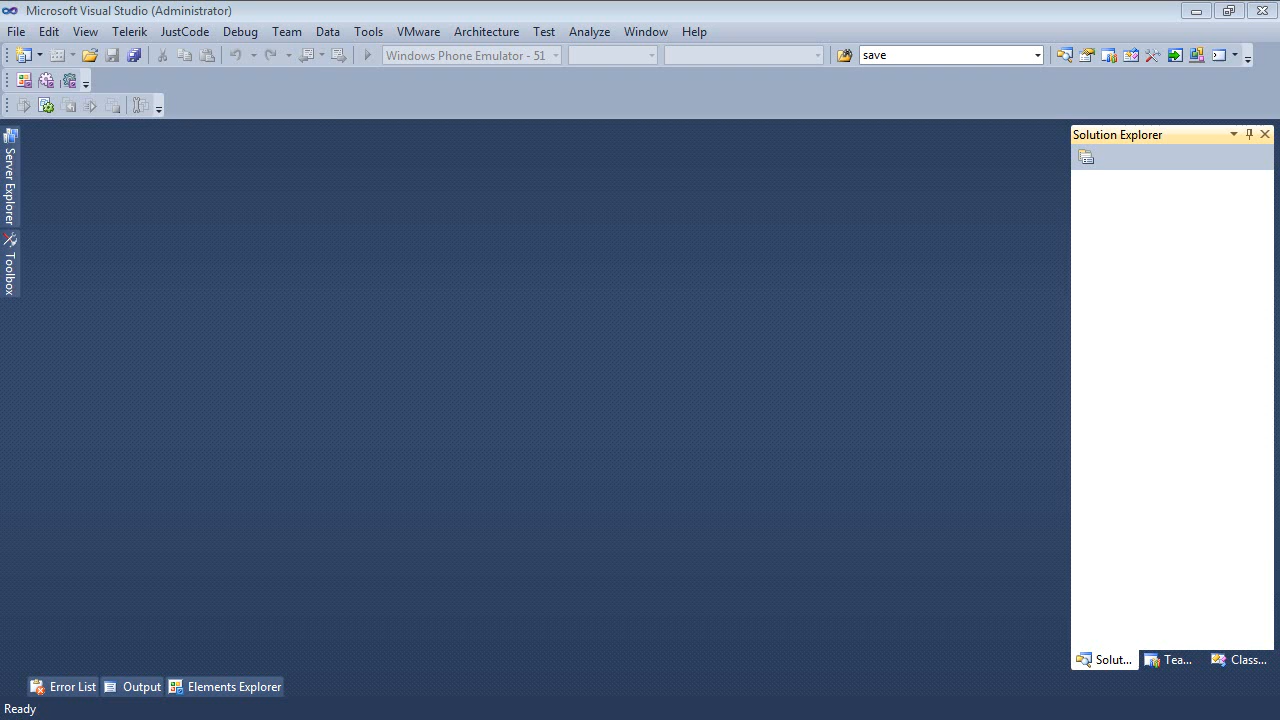 Microsoft Visual Studio (Administrator)
File Edit View Telerik JustCode Debug Team Data Tools VMware Architecture Test Analyze Window Help
Windows Phone Emulator - 51 save
Server Explorer
Toolbox
Solution Explorer
Solut... Tea... Class...
Error List Output Elements Explorer
Ready